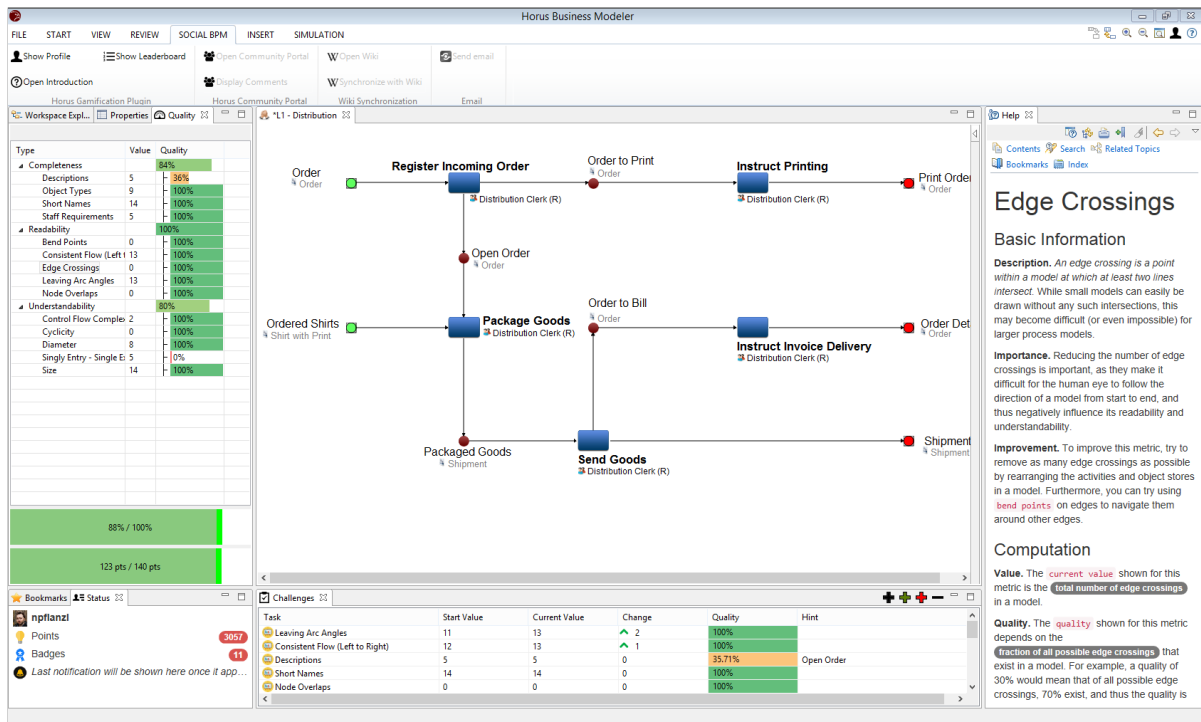 Horus Business Modeler
FILE START VIEW REVIEW SOCIAL BPM INSERT SIMULATION
Show Profile Show Leaderboard Open Community Portal Open Wiki Send email
Open Introduction Display Comments Synchronize with Wiki
Horus Gamification Plugin Horus Community Portal Wiki Synchronization Email
Workspace Expl... Properties Quality
Type Value Quality
Completeness 84%
Descriptions 5 36%
Object Types 9 100%
Short Names 14 100%
Staff Requirements 5 100%
Readability 100%
Bend Points 0 100%
Consistent Flow (Left t 13 100%
Edge Crossings 0 100%
Leaving Arc Angles 13 100%
Node Overlaps 0 100%
Understandability 80%
Control Flow Complex 2 100%
Cyclicity 0 100%
Diameter 8 100%
Singly Entry - Single E 5 0%
Size 14 100%
88% / 100%
123 pts / 140 pts
*L1 - Distribution
Order
Order
Register Incoming Order
Distribution Clerk (R)
Order to Print
Order
Instruct Printing
Distribution Clerk (R)
Print Order
Order
Open Order
Order
Ordered Shirts
Shirt with Print
Package Goods
Distribution Clerk (R)
Order to Bill
Order
Instruct Invoice Delivery
Distribution Clerk (R)
Order Det
Order
Packaged Goods
Shipment
Send Goods
Distribution Clerk (R)
Shipment
Shipment
Help
Contents Search Related Topics
Bookmarks Index
Edge Crossings
Basic Information
Description. An edge crossing is a point
within a model at which at least two lines
intersect. While small models can easily be
drawn without any such intersections, this
may become difficult (or even impossible) for
larger process models.
Importance. Reducing the number of edge
crossings is important, as they make it
difficult for the human eye to follow the
direction of a model from start to end, and
thus negatively influence its readability and
understandability.
Improvement. To improve this metric, try to
remove as many edge crossings as possible
by rearranging the activities and object stores
in a model. Furthermore, you can try using
bend points on edges to navigate them
around other edges.
Computation
Value. The current value shown for this
metric is the total number of edge crossings
in a model.
Quality. The quality shown for this metric
depends on the
fraction of all possible edge crossings that
exist in a model. For example, a quality of
30% would mean that of all possible edge
crossings, 70% exist, and thus the quality is
Bookmarks Status
npflanzl
Points 3057
Badges 11
Last notification will be shown here once it app...
Challenges
Task Start Value Current Value Change Quality Hint
Leaving Arc Angles 11 13 2 100%
Consistent Flow (Left to Right) 12 13 1 100%
Descriptions 5 5 0 35.71% Open Order
Short Names 14 14 0 100%
Node Overlaps 0 0 0 100%